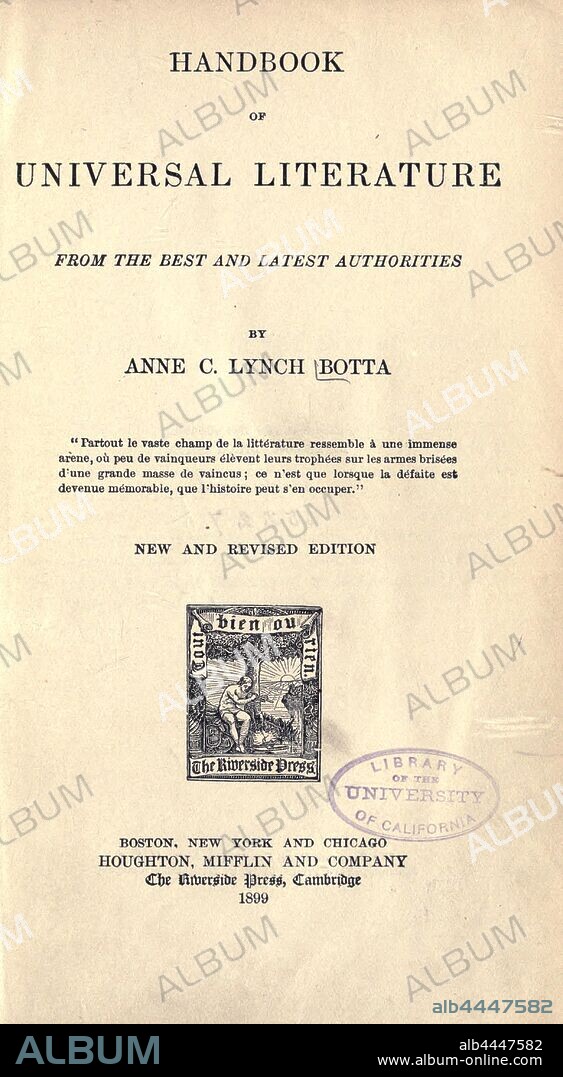 HANDBOOK
OF
UNIVERSAL LITERATURE
FROM THE BEST AND LATEST AUTHORITIES
BY
ANNE C. LYNCH BOTTA
"Partout le vaste champ de la littérature ressemble à une immense
arène, où peu de vainqueurs élèvent leurs trophées sur les armes brisées
d'une grande masse de vaincus; ce n'est que lorsque la défaite est
devenue mémorable, que l'histoire peut s'en occuper."
NEW AND REVISED EDITION
Tout bien ou rien.
The Riverside Press
LIBRARY
OF THE
UNIVERSITY
OF CALIFORNIA
BOSTON, NEW YORK AND CHICAGO
HOUGHTON, MIFFLIN AND COMPANY
The Riverside Press, Cambridge
1899
ALBUM
alb4447582
ALBUM
alb4447582
www.album-online.com